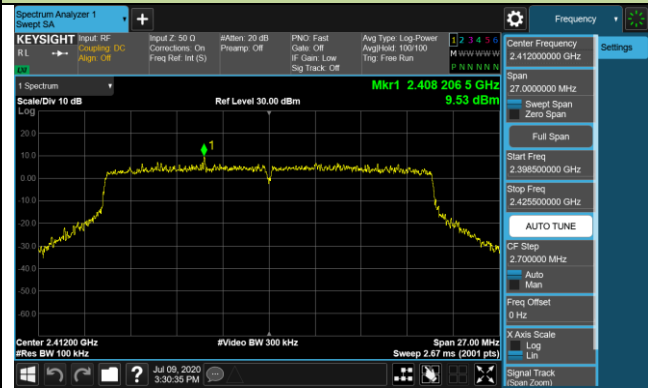 Spectrum Analyzer 1
Swept SA
Frequency
KEYSIGHT
Input: RF
Input Z: 50 Ω
#Atten: 20 dB
PNO: Fast
Avg Type: Log-Power
1 2 3 4 5 6
R L
Coupling: DC
Corrections: On
Preamp: Off
Gate: Off
Avg|Hold: 100/100
M W W W W W
Align: Off
Freq Ref: Int (S)
IF Gain: Low
Trig: Free Run
Sig Track: Off
P N N N N N
1 Spectrum
Mkr1 2.408 206 5 GHz
Scale/Div 10 dB
Ref Level 30.00 dBm
9.53 dBm
Log
20.0
10.0
0.00
-10.0
-20.0
-30.0
-40.0
-50.0
-60.0
1
Center 2.41200 GHz
#Video BW 300 kHz
Span 27.00 MHz
#Res BW 100 kHz
Sweep 2.67 ms (2001 pts)
Jul 09, 2020
3:30:35 PM
Center Frequency
2.412000000 GHz
Settings
Span
27.0000000 MHz
Swept Span
Zero Span
Full Span
Start Freq
2.398500000 GHz
Stop Freq
2.425500000 GHz
AUTO TUNE
CF Step
2.700000 MHz
Auto
Man
Freq Offset
0 Hz
X Axis Scale
Log
Lin
Signal Track
(Span Zoom)